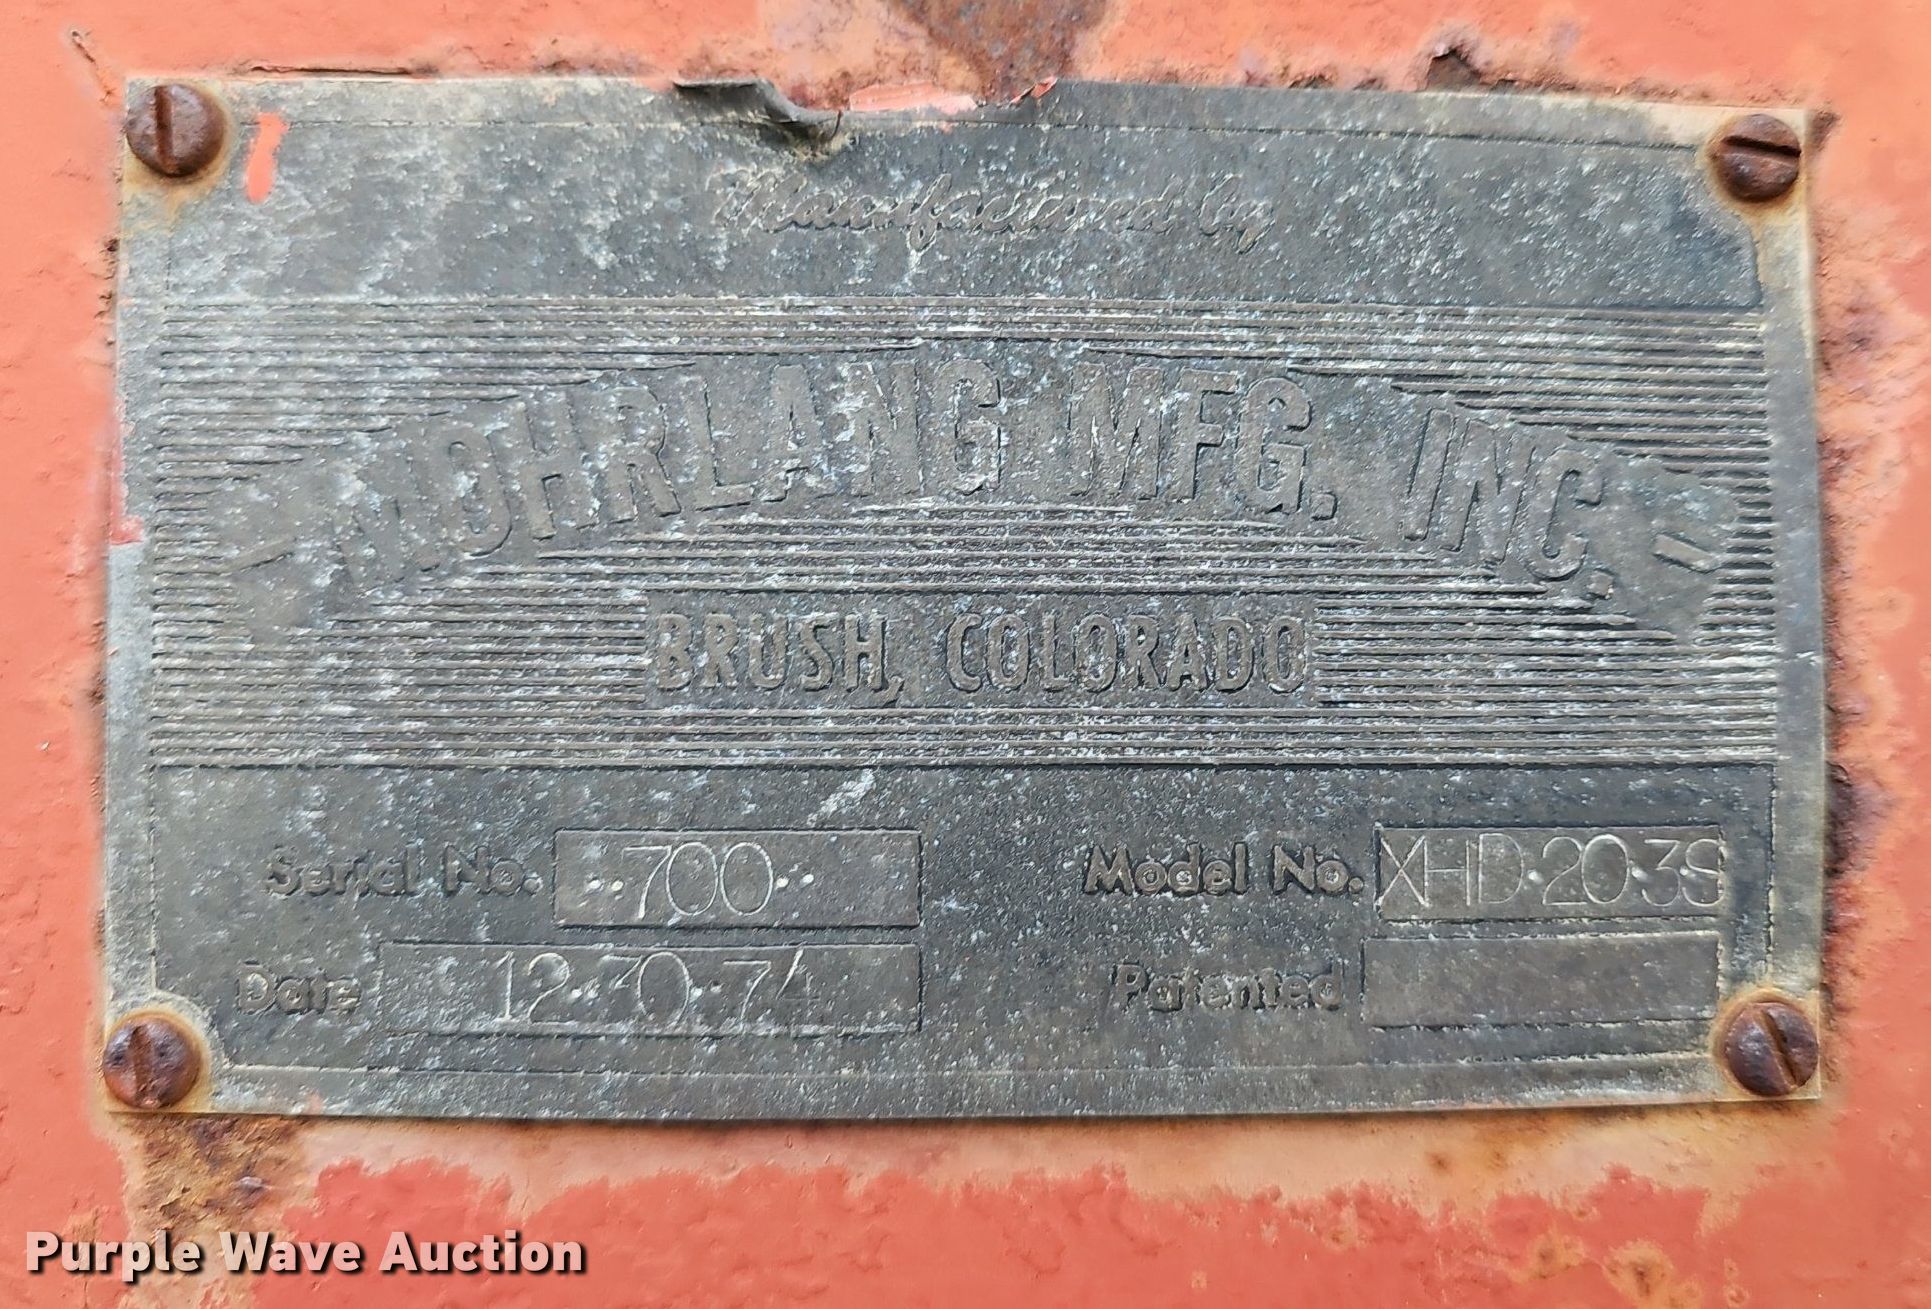 Manufactured by
MOHRLANG MFG. INC.
BRUSH, COLORADO
Serial No. ··700··
Model No. XHD·20·3S
Date 12··30··74
Patented
Purple Wave Auction